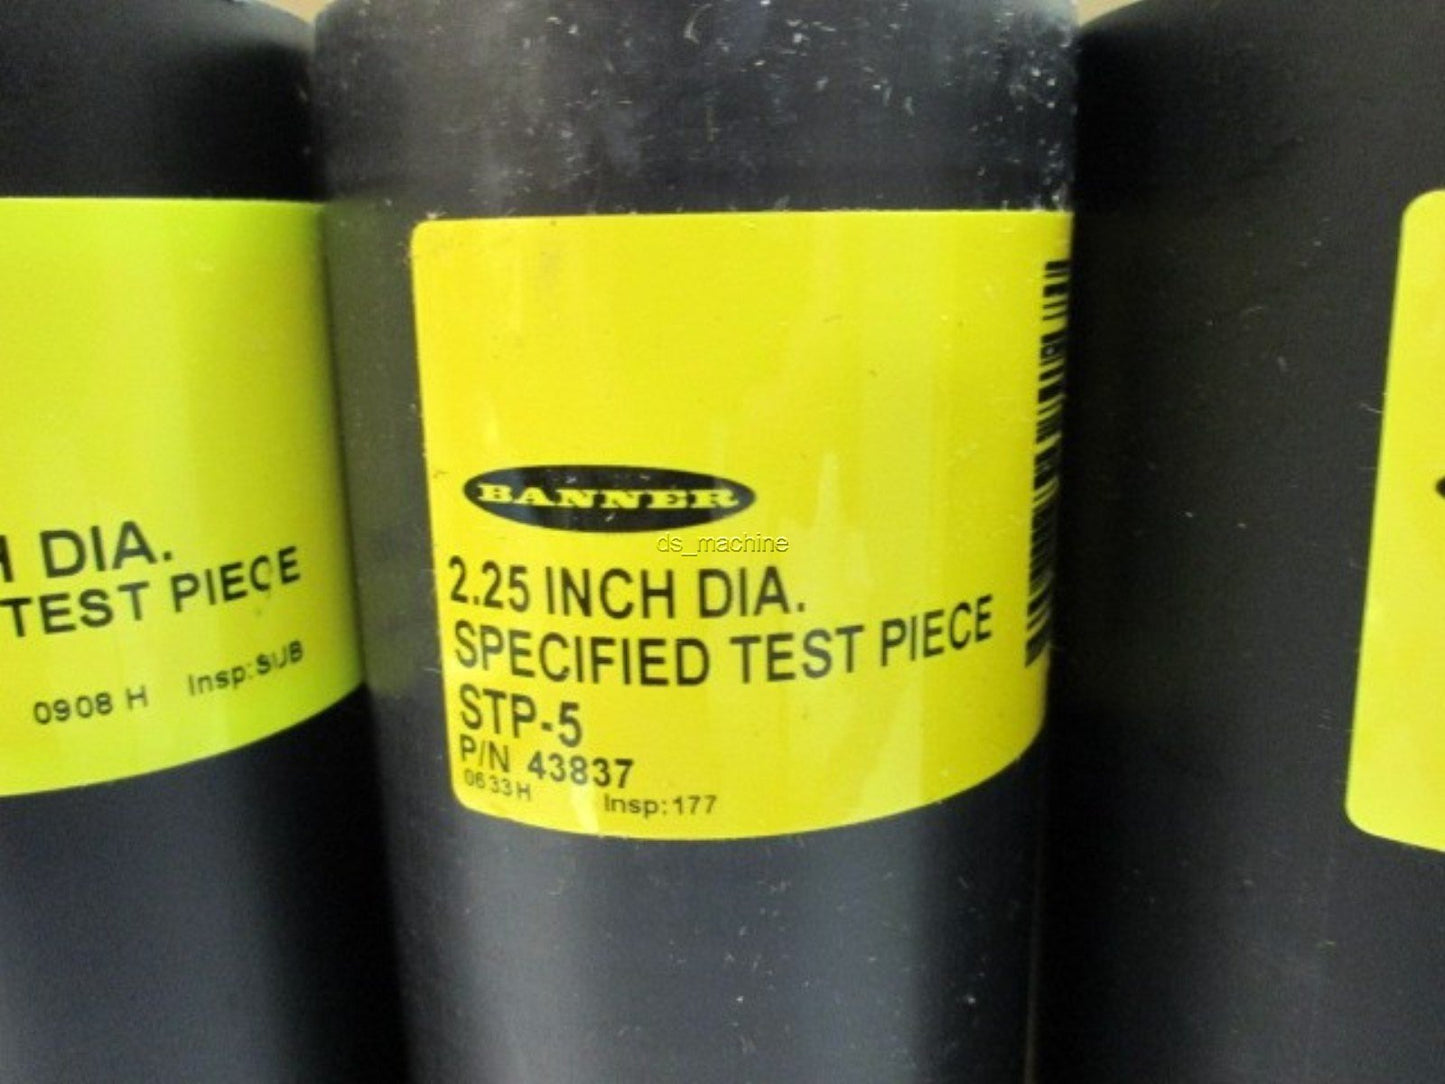 H DIA.
TEST PIECE
0908 H Insp:SUB
BANNER
ds_machine
2.25 INCH DIA.
SPECIFIED TEST PIECE
STP-5
P/N 43837
0633H Insp:177